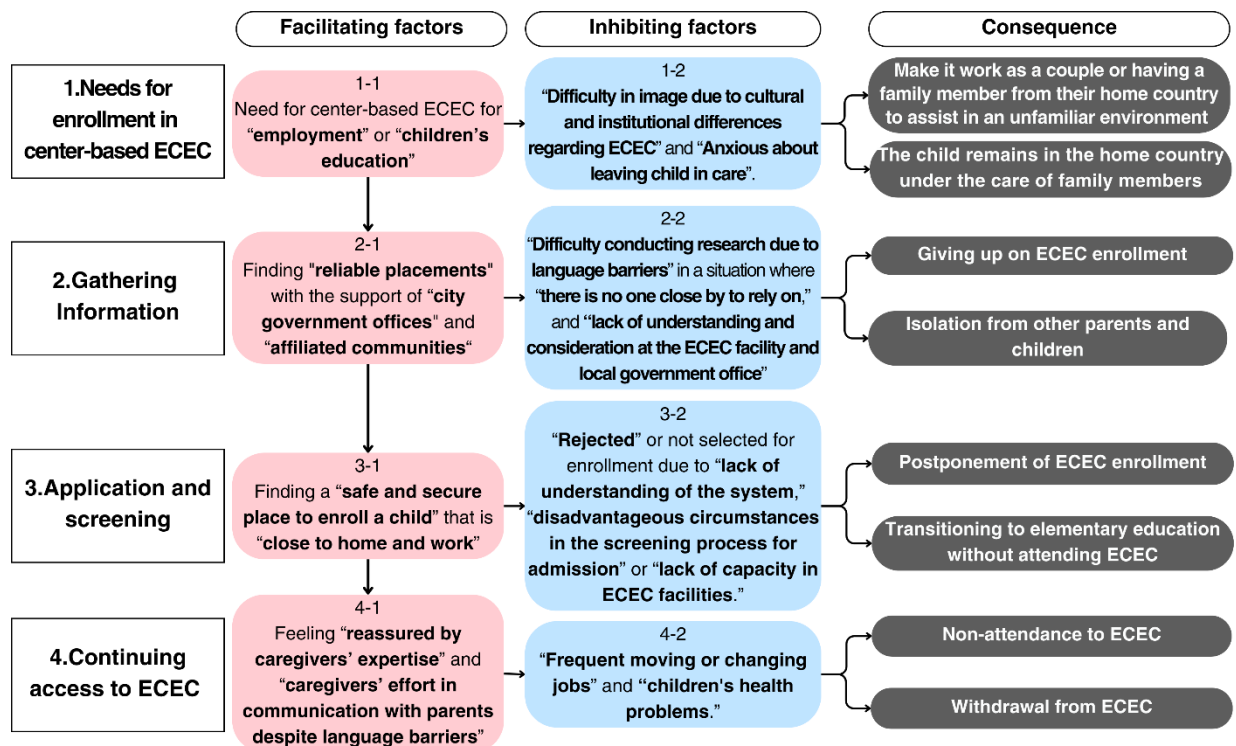 Facilitating factors
Inhibiting factors
Consequence
1.Needs for
enrollment in
center-based ECEC
1-1
Need for center-based ECEC for
“employment” or “children’s
education”
1-2
“Difficulty in image due to cultural
and institutional differences
regarding ECEC” and “Anxious about
leaving child in care”.
Make it work as a couple or having a
family member from their home country
to assist in an unfamiliar environment
The child remains in the home country
under the care of family members
2.Gathering
Information
2-1
Finding "reliable placements"
with the support of “city
government offices" and
“affiliated communities“
2-2
“Difficulty conducting research due to
language barriers” in a situation where
“there is no one close by to rely on,”
and “lack of understanding and
consideration at the ECEC facility and
local government office”
Giving up on ECEC enrollment
Isolation from other parents and
children
3.Application and
screening
3-1
Finding a “safe and secure
place to enroll a child” that is
“close to home and work”
3-2
“Rejected” or not selected for
enrollment due to “lack of
understanding of the system,”
“disadvantageous circumstances
in the screening process for
admission” or “lack of capacity in
ECEC facilities.”
Postponement of ECEC enrollment
Transitioning to elementary education
without attending ECEC
4.Continuing
access to ECEC
4-1
Feeling “reassured by
caregivers’ expertise” and
“caregivers’ effort in
communication with parents
despite language barriers”
4-2
“Frequent moving or changing
jobs” and “children's health
problems.”
Non-attendance to ECEC
Withdrawal from ECEC